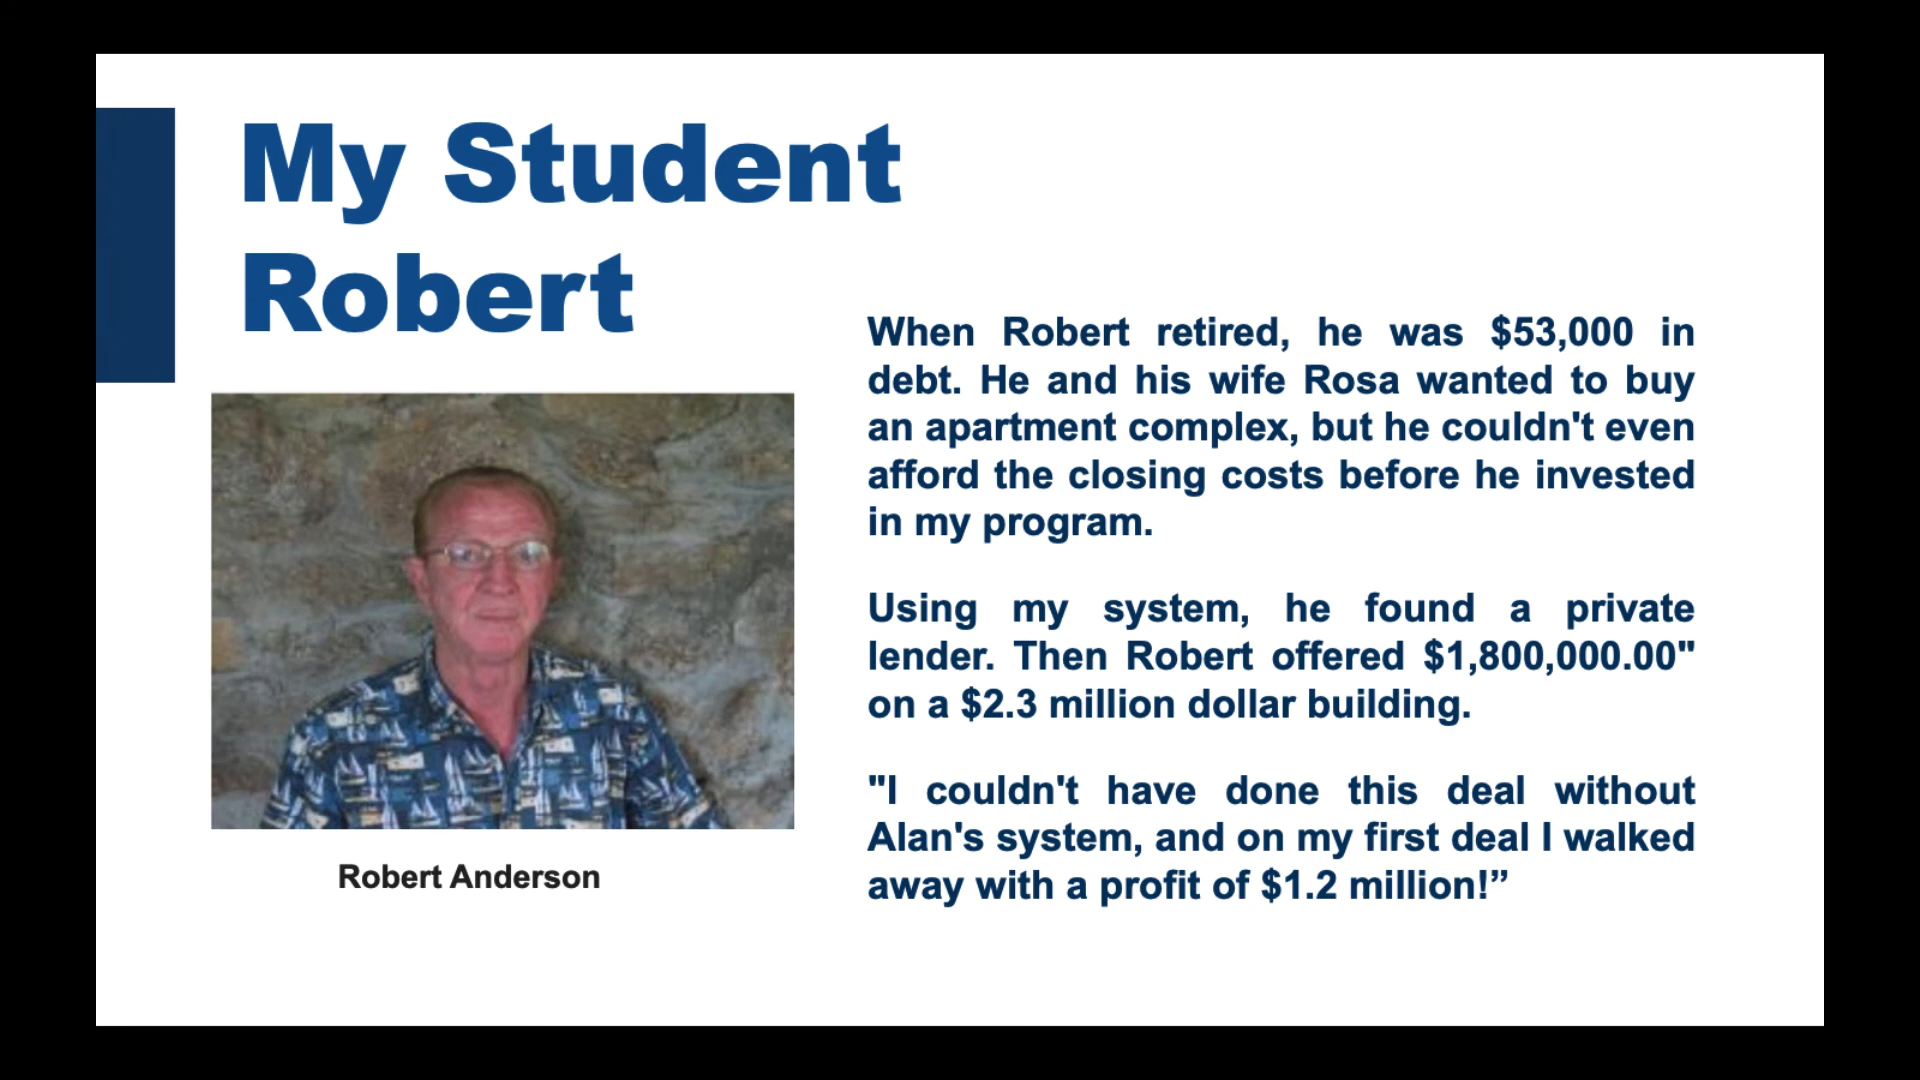 My Student
Robert
When Robert retired, he was $53,000 in
debt. He and his wife Rosa wanted to buy
an apartment complex, but he couldn't even
afford the closing costs before he invested
in my program.
Using my system, he found a private
lender. Then Robert offered $1,800,000.00"
on a $2.3 million dollar building.
"I couldn't have done this deal without
Alan's system, and on my first deal I walked
away with a profit of $1.2 million!”
Robert Anderson